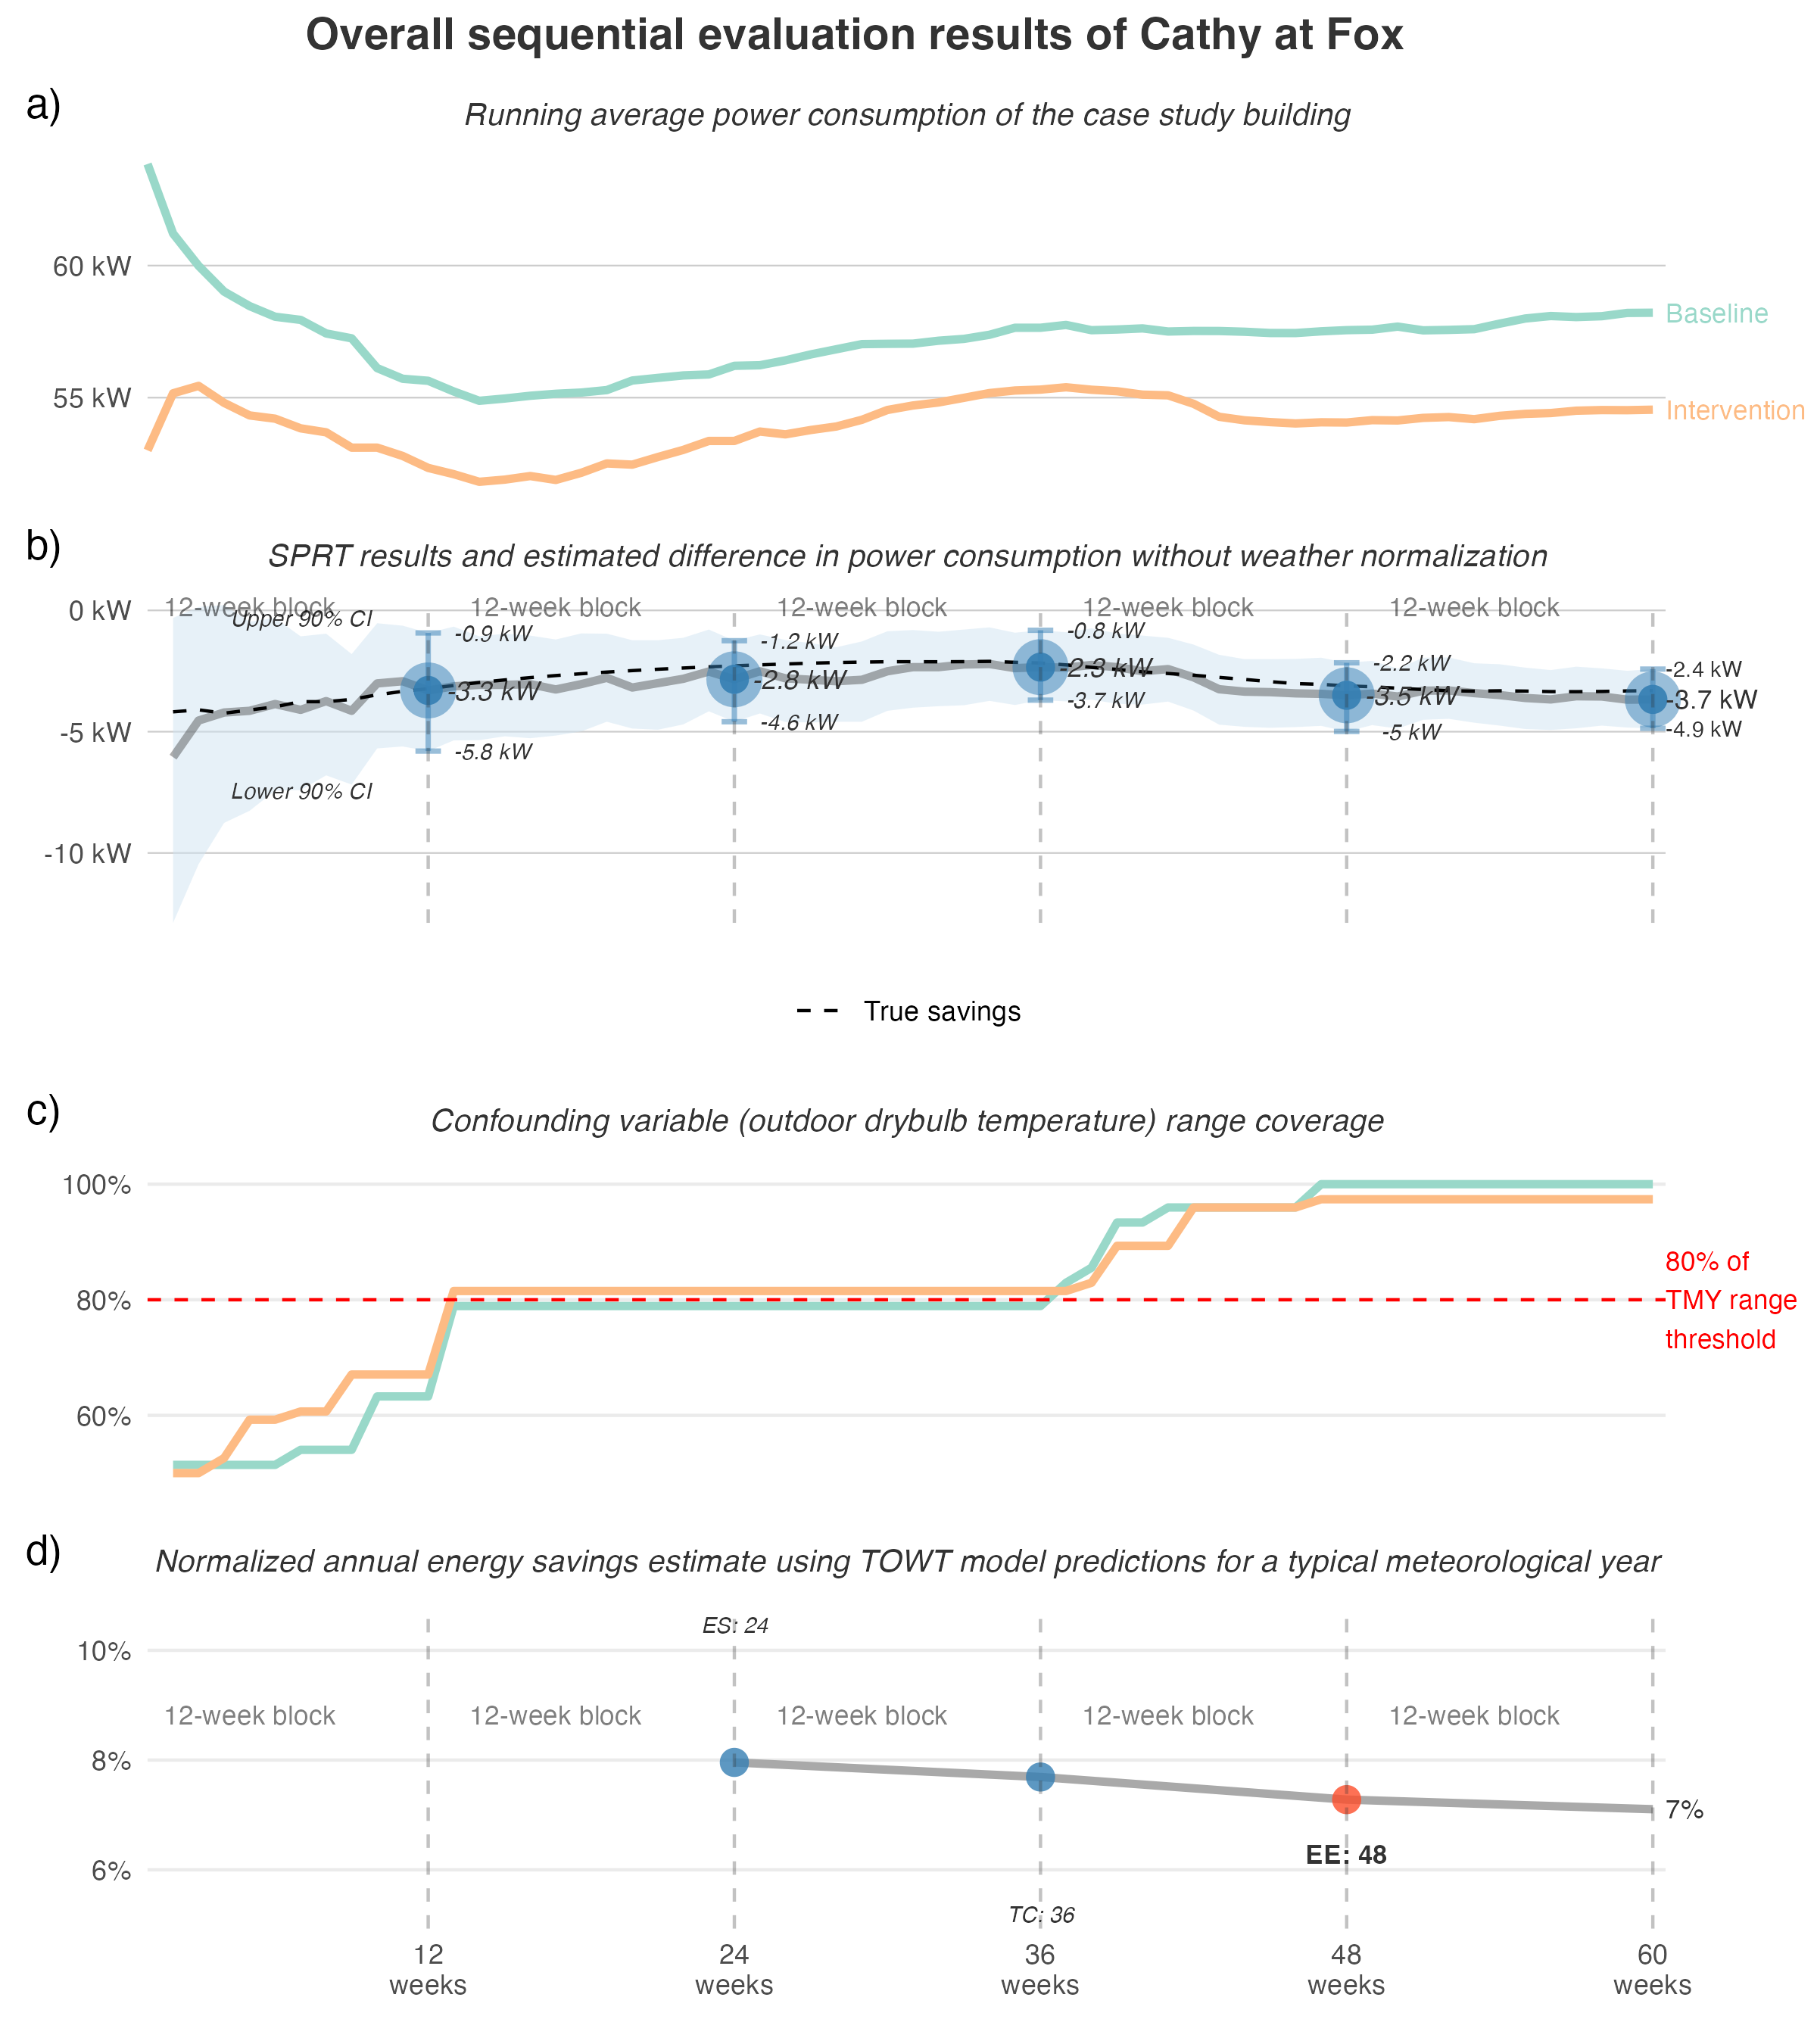 Overall sequential evaluation results of Cathy at Fox
a)
Running average power consumption of the case study building
60 kW
55 kW
Baseline
Intervention
b)
SPRT results and estimated difference in power consumption without weather normalization
0 kW
-5 kW
-10 kW
12-week block
12-week block
12-week block
12-week block
12-week block
Upper 90% CI
Lower 90% CI
-0.9 kW
-3.3 kW
-5.8 kW
-1.2 kW
-2.8 kW
-4.6 kW
-0.8 kW
-2.3 kW
-3.7 kW
-2.2 kW
-3.5 kW
-5 kW
-2.4 kW
-3.7 kW
-4.9 kW
True savings
c)
Confounding variable (outdoor drybulb temperature) range coverage
100%
80%
60%
80% of
TMY range
threshold
d)
Normalized annual energy savings estimate using TOWT model predictions for a typical meteorological year
ES: 24
10%
12-week block
12-week block
12-week block
12-week block
12-week block
8%
7%
EE: 48
6%
TC: 36
12
weeks
24
weeks
36
weeks
48
weeks
60
weeks